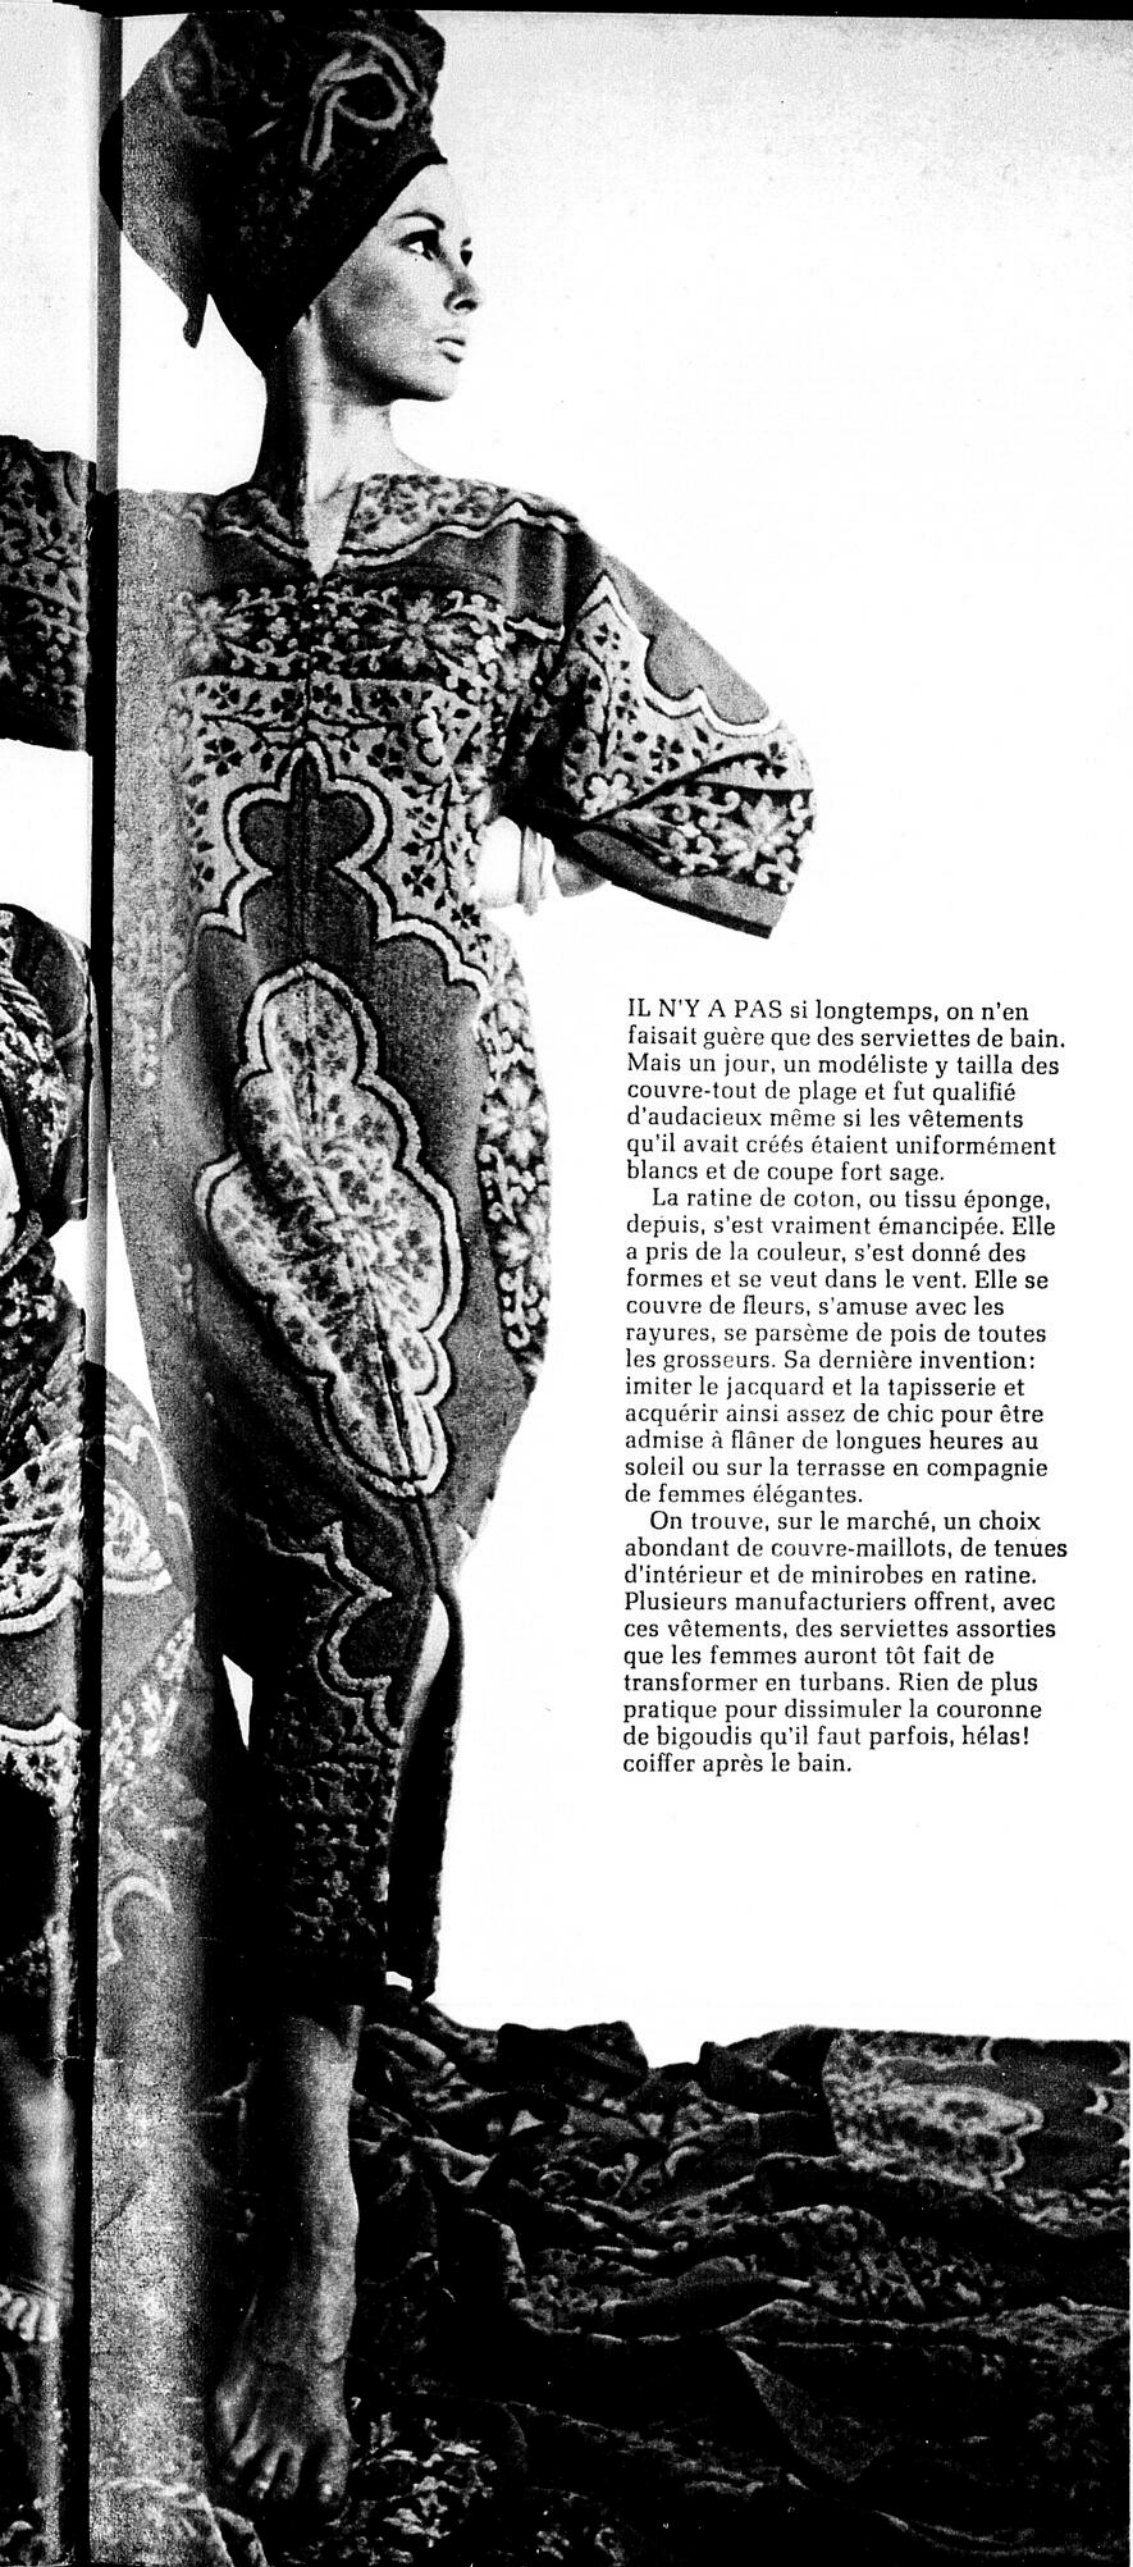 IL N'Y A PAS si longtemps, on n'en
faisait guère que des serviettes de bain.
Mais un jour, un modéliste y tailla des
couvre-tout de plage et fut qualifié
d'audacieux même si les vêtements
qu'il avait créés étaient uniformément
blancs et de coupe fort sage.
La ratine de coton, ou tissu éponge,
depuis, s'est vraiment émancipée. Elle
a pris de la couleur, s'est donné des
formes et se veut dans le vent. Elle se
couvre de fleurs, s'amuse avec les
rayures, se parsème de pois de toutes
les grosseurs. Sa dernière invention:
imiter le jacquard et la tapisserie et
acquérir ainsi assez de chic pour être
admise à flâner de longues heures au
soleil ou sur la terrasse en compagnie
de femmes élégantes.
On trouve, sur le marché, un choix
abondant de couvre-maillots, de tenues
d'intérieur et de minirobes en ratine.
Plusieurs manufacturiers offrent, avec
ces vêtements, des serviettes assorties
que les femmes auront tôt fait de
transformer en turbans. Rien de plus
pratique pour dissimuler la couronne
de bigoudis qu'il faut parfois, hélas!
coiffer après le bain.